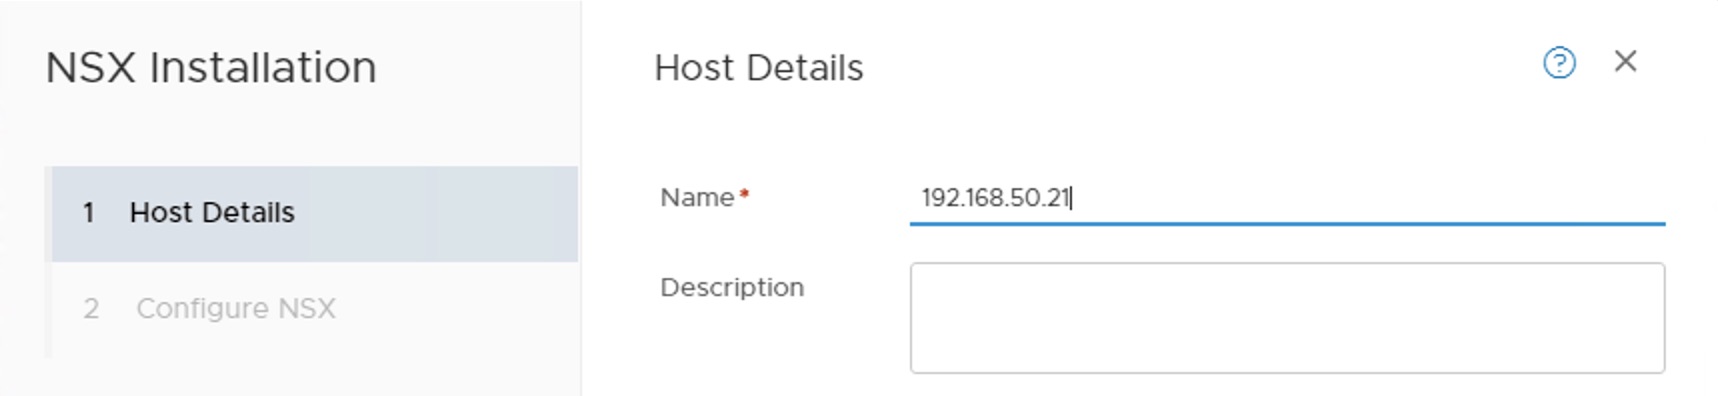 NSX Installation
1 Host Details
2 Configure NSX
Host Details
?
Name*
192.168.50.21
Description